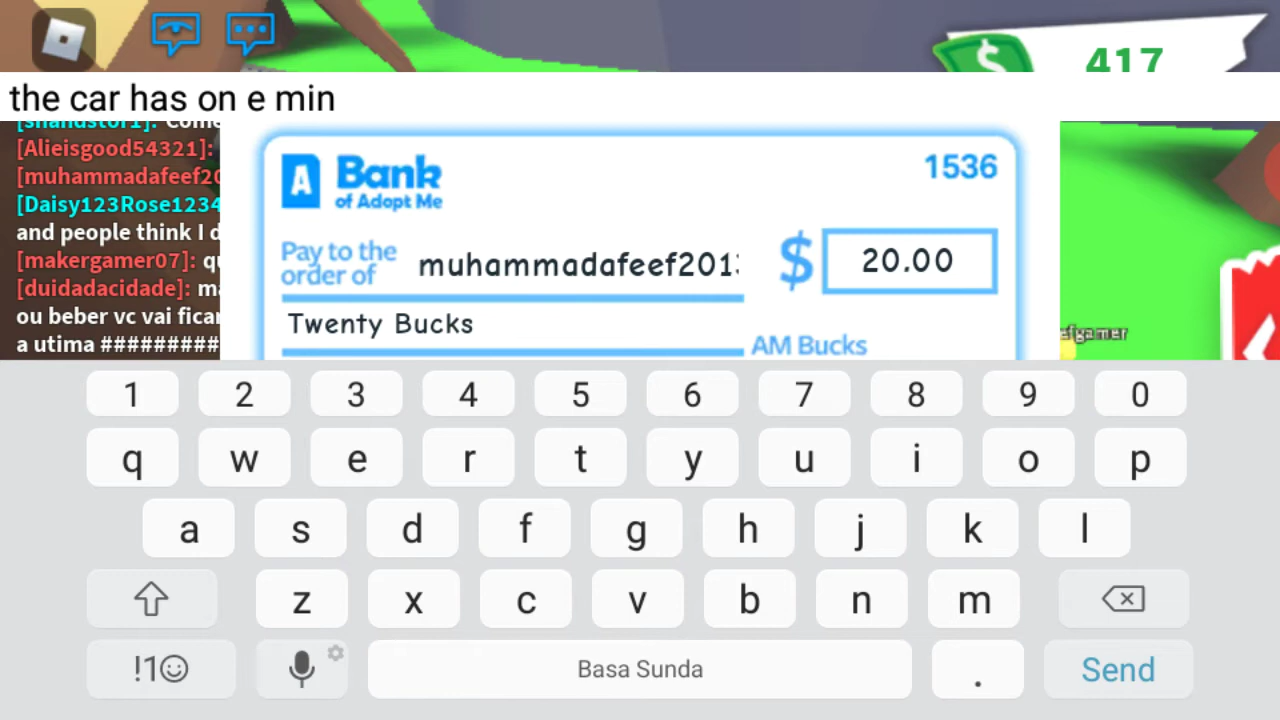 417
the car has on e min
[Alieisgood54321]:
[Daisy123Rose1234
and people think I
[makergamer07]:
[duidadacidade]:
ou beber vc vai
a utima #########
A Bank
of Adopt Me
1536
Pay to the
order of
$ 20.00
Twenty Bucks
AM Bucks
1 2 3 4 5 6 7 8 9 0
q w e r t y u i o p
a s d f g h j k l
z x c v b n m
!1☺
Basa Sunda
.
Send